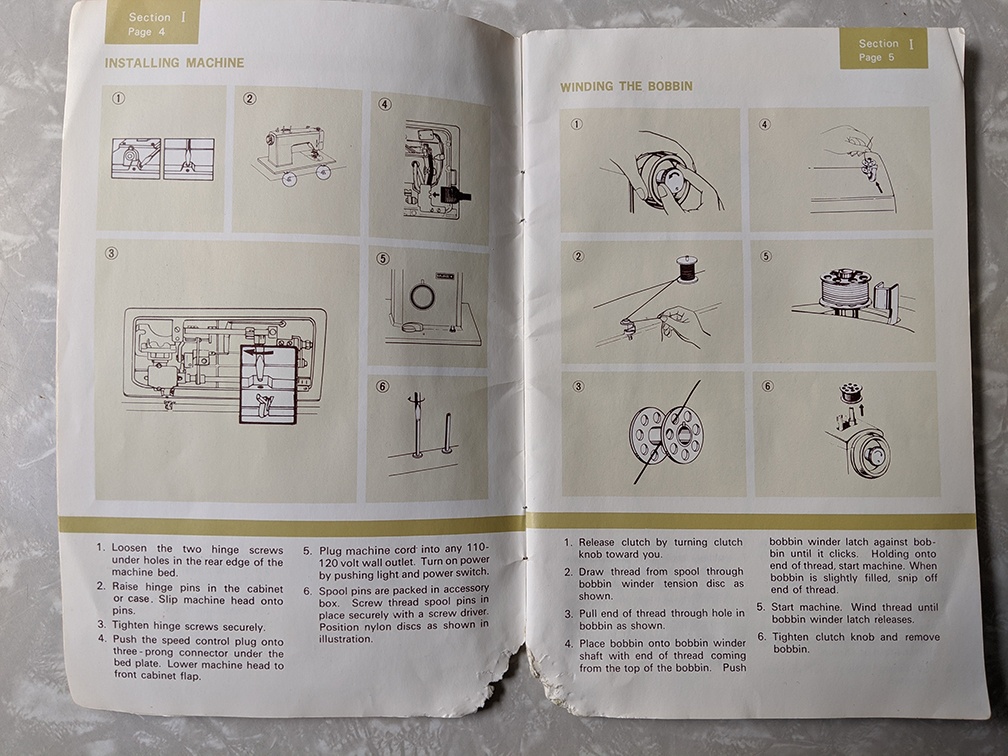 Section I
Page 4
INSTALLING MACHINE
1
2
4
3
5
6
1. Loosen the two hinge screws
under holes in the rear edge of the
machine bed.
2. Raise hinge pins in the cabinet
or case. Slip machine head onto
pins.
3. Tighten hinge screws securely.
4. Push the speed control plug onto
three-prong connector under the
bed plate. Lower machine head to
front cabinet flap.
5. Plug machine cord into any 110-
120 volt wall outlet. Turn on power
by pushing light and power switch.
6. Spool pins are packed in accessory
box. Screw thread spool pins in
place securely with a screw driver.
Position nylon discs as shown in
illustration.
Section I
Page 5
WINDING THE BOBBIN
1
4
2
5
3
6
1. Release clutch by turning clutch
knob toward you.
2. Draw thread from spool through
bobbin winder tension disc as
shown.
3. Pull end of thread through hole in
bobbin as shown.
4. Place bobbin onto bobbin winder
shaft with end of thread coming
from the top of the bobbin. Push
bobbin winder latch against bob-
bin until it clicks. Holding onto
end of thread, start machine. When
bobbin is slightly filled, snip off
end of thread.
5. Start machine. Wind thread until
bobbin winder latch releases.
6. Tighten clutch knob and remove
bobbin.